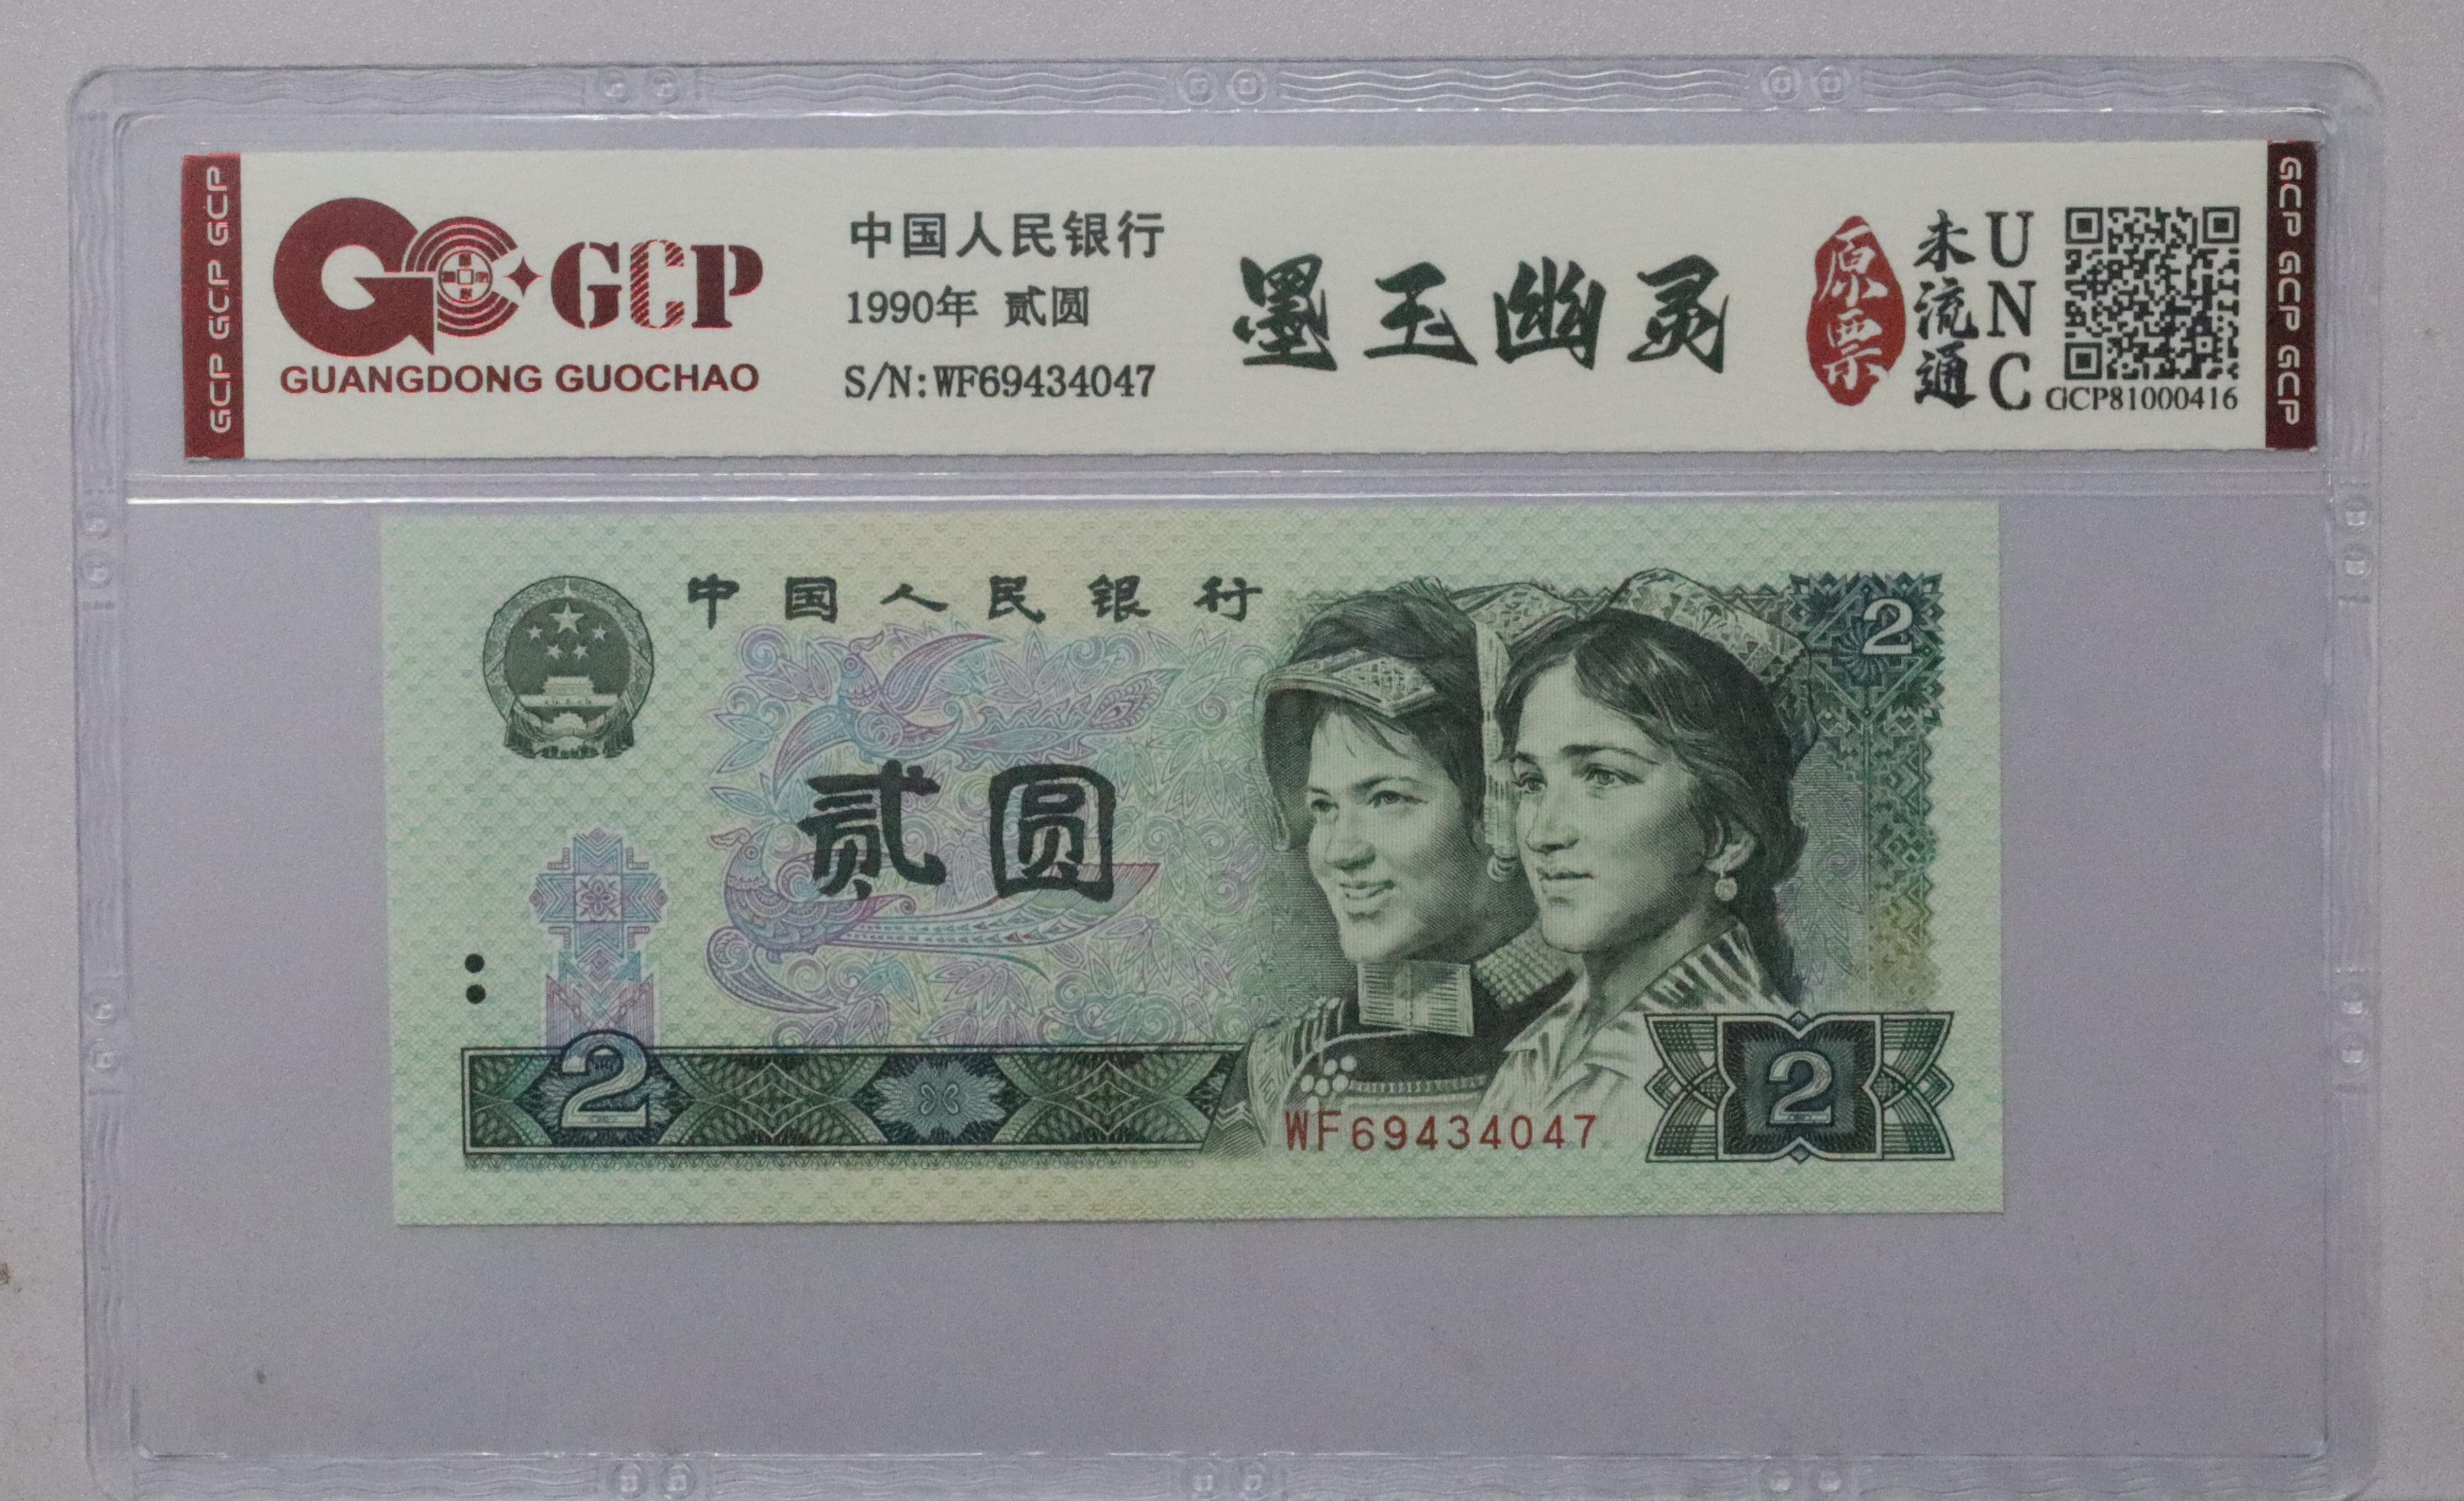 GCP GCP GCP
GCP
GUANGDONG GUOCHAO
中国人民银行
1990年 贰圆
S/N:WF69434047
墨玉幽灵
原票
未流通
UNC
GCP81000416
GCP GCP GCP
中国人民银行
2
贰圆
2
WF69434047
2